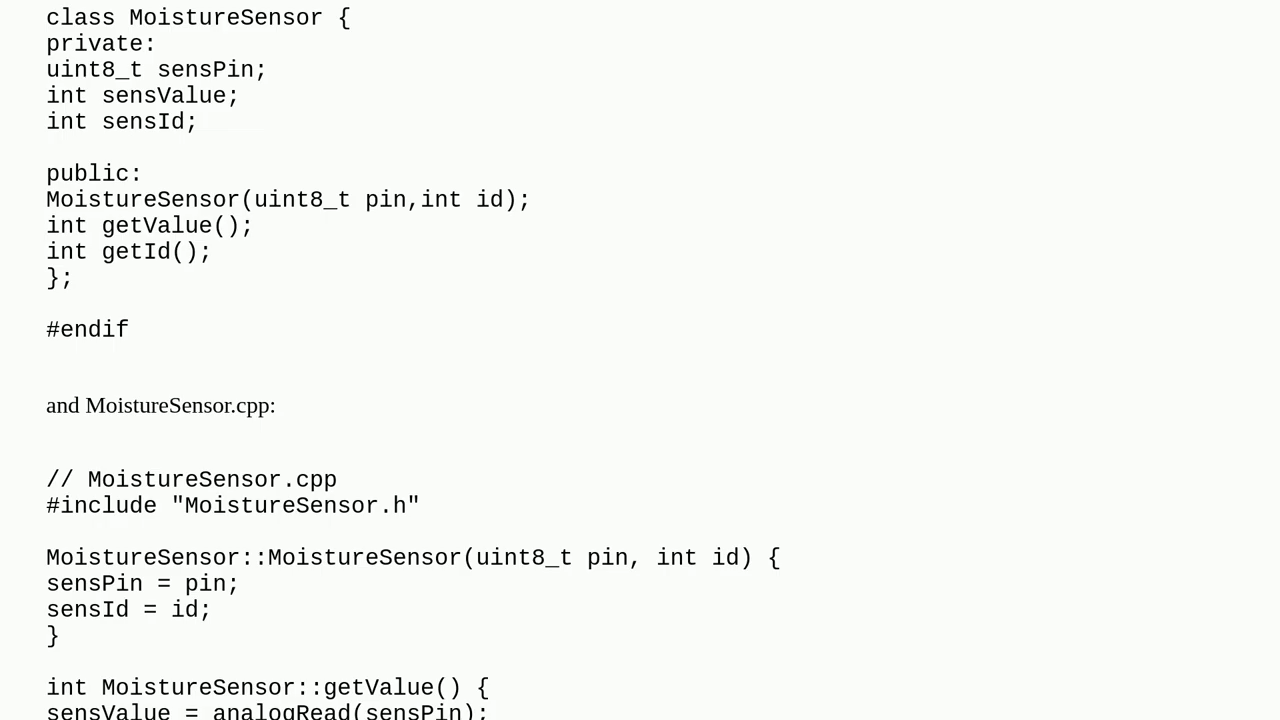 class MoistureSensor {
private:
uint8_t sensPin;
int sensValue;
int sensId;
public:
MoistureSensor(uint8_t pin,int id);
int getValue();
int getId();
};
#endif
and MoistureSensor.cpp:
// MoistureSensor.cpp
#include "MoistureSensor.h"
MoistureSensor::MoistureSensor(uint8_t pin, int id) {
sensPin = pin;
sensId = id;
}
int MoistureSensor::getValue() {
sensValue = analogRead(sensPin);